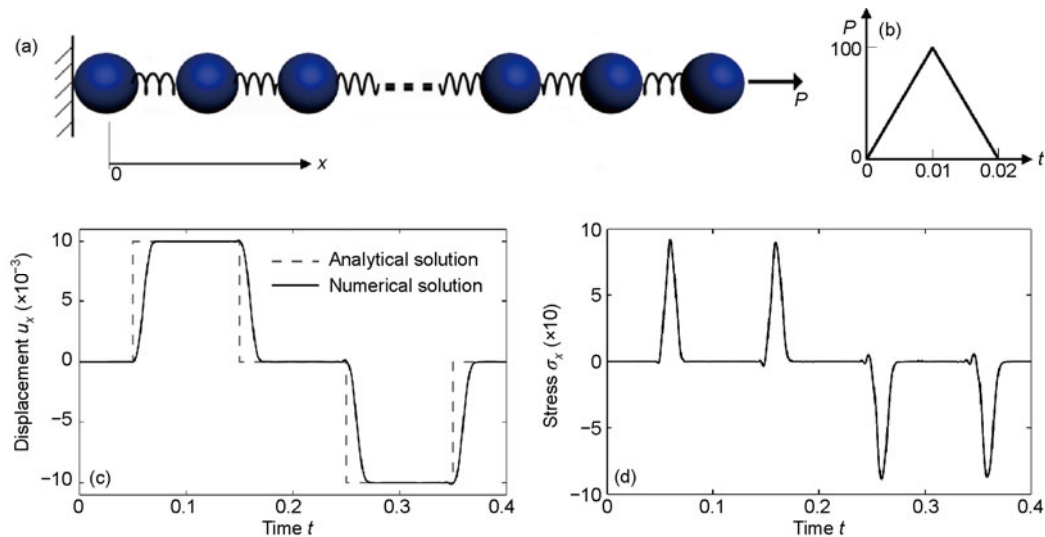 (a)
P
0
x
P
(b)
100
0
0
0.01
0.02
t
Displacement uₓ (×10⁻³)
10
5
0
−5
−10
Analytical solution
Numerical solution
(c)
0
0.1
0.2
0.3
0.4
Time t
Stress σₓ (×10)
10
5
0
−5
−10
(d)
0
0.1
0.2
0.3
0.4
Time t